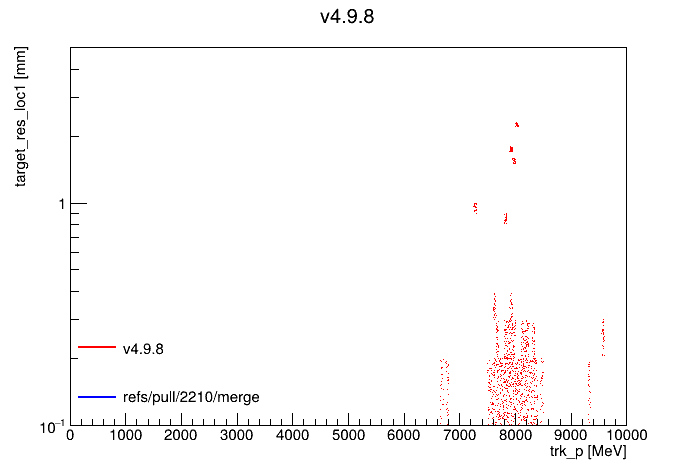 v4.9.8
target_res_loc1 [mm]
1
10⁻¹
v4.9.8
refs/pull/2210/merge
0 1000 2000 3000 4000 5000 6000 7000 8000 9000 10000
trk_p [MeV]